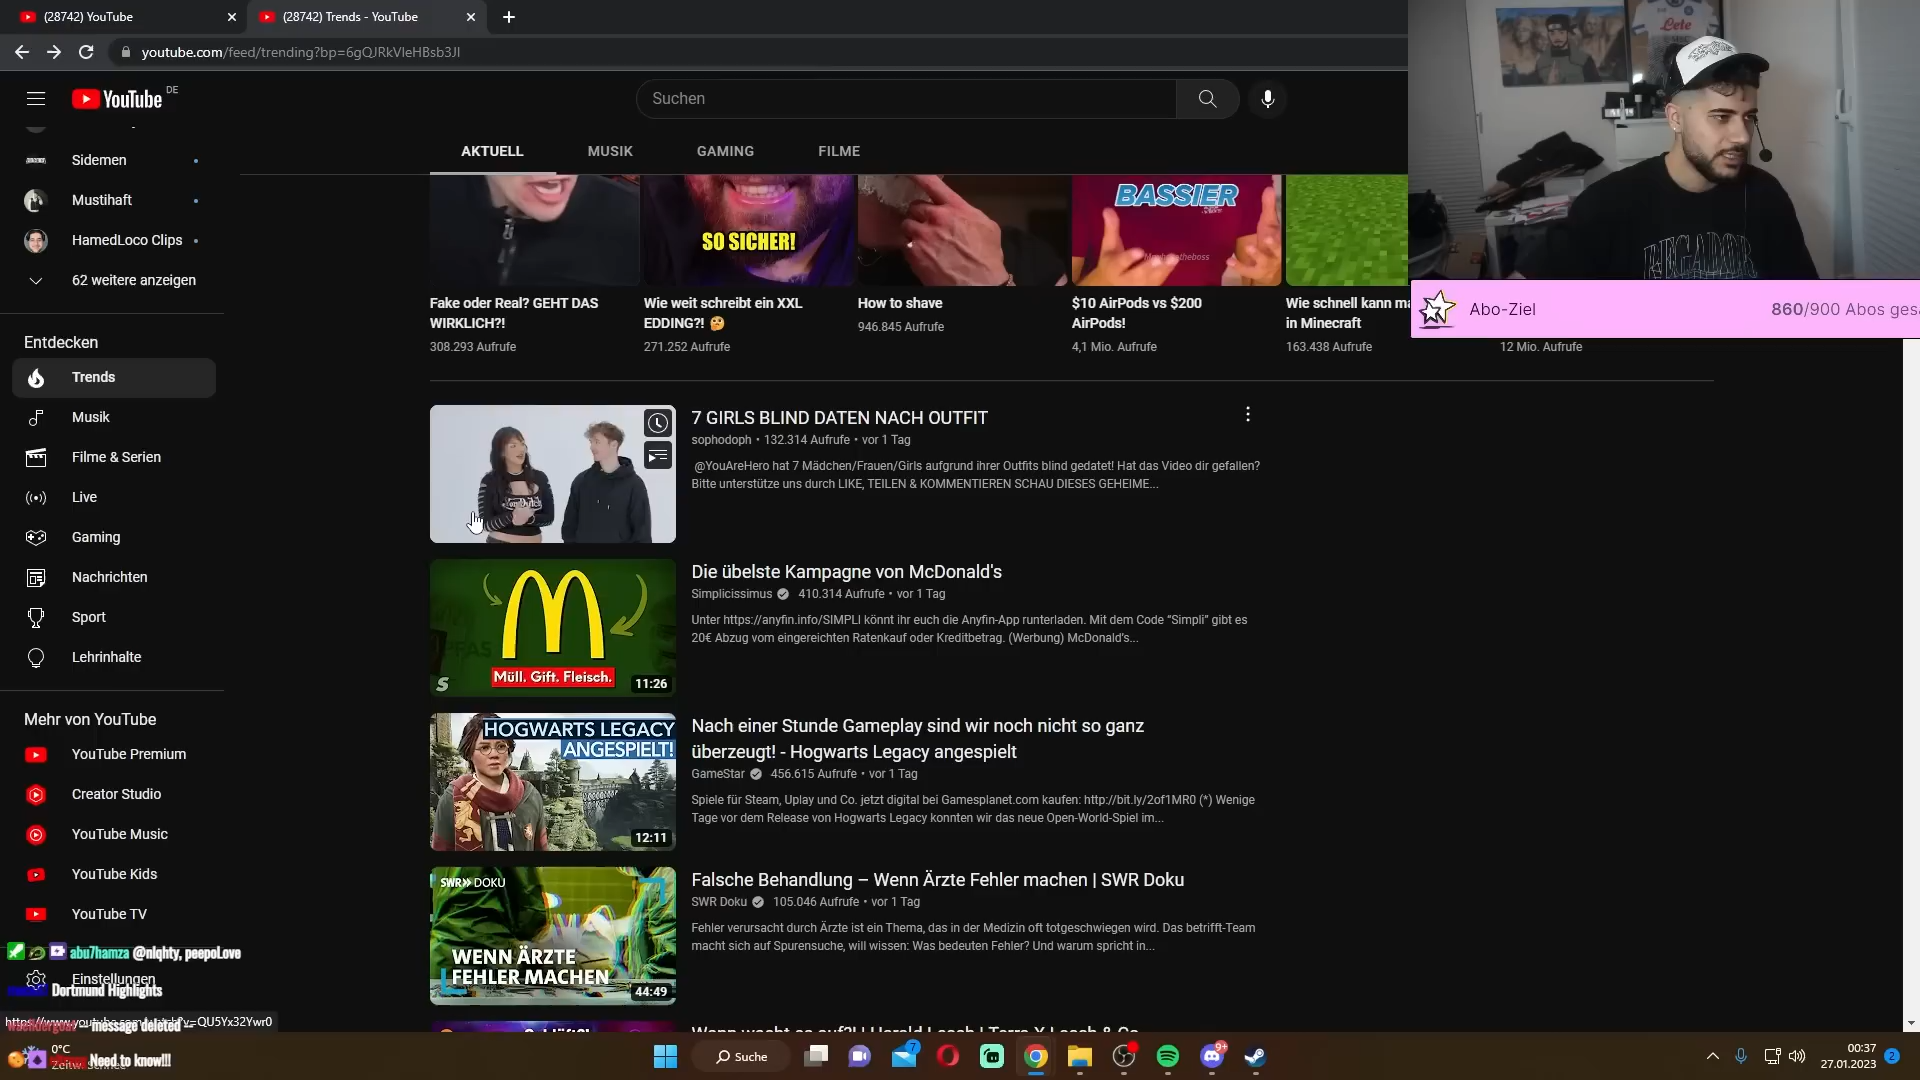 (28742) YouTube
(28742) Trends - YouTube
youtube.com/feed/trending?bp=6gQJRkVleHBsb3Jl
YouTube DE
Suchen
Sidemen
Mustihaft
HamedLoco Clips
62 weitere anzeigen
Entdecken
Trends
Musik
Filme & Serien
Live
Gaming
Nachrichten
Sport
Lehrinhalte
Mehr von YouTube
YouTube Premium
Creator Studio
YouTube Music
YouTube Kids
YouTube TV
Einstellungen
AKTUELL
MUSIK
GAMING
FILME
SO SICHER!
BASSIER
Fake oder Real? GEHT DAS
WIRKLICH?!
308.293 Aufrufe
Wie weit schreibt ein XXL
EDDING?! 🤔
271.252 Aufrufe
How to shave
946.845 Aufrufe
$10 AirPods vs $200
AirPods!
4,1 Mio. Aufrufe
Wie schnell kann
in Minecraft
163.438 Aufrufe
12 Mio. Aufrufe
Abo-Ziel
860/900 Abos
7 GIRLS BLIND DATEN NACH OUTFIT
sophodoph • 132.314 Aufrufe • vor 1 Tag
@YouAreHero hat 7 Mädchen/Frauen/Girls aufgrund ihrer Outfits blind gedatet! Hat das Video dir gefallen?
Bitte unterstütze uns durch LIKE, TEILEN & KOMMENTIEREN SCHAU DIESES GEHEIME...
Müll. Gift. Fleisch.
11:26
Die übelste Kampagne von McDonald's
Simplicissimus 410.314 Aufrufe • vor 1 Tag
Unter https://anyfin.info/SIMPLI könnt ihr euch die Anyfin-App runterladen. Mit dem Code “Simpli” gibt es
20€ Abzug vom eingereichten Ratenkauf oder Kreditbetrag. (Werbung) McDonald's...
HOGWARTS LEGACY
ANGESPIELT!
12:11
Nach einer Stunde Gameplay sind wir noch nicht so ganz
überzeugt! - Hogwarts Legacy angespielt
GameStar 456.615 Aufrufe • vor 1 Tag
Spiele für Steam, Uplay und Co. jetzt digital bei Gamesplanet.com kaufen: http://bit.ly/2of1MR0 (*) Wenige
Tage vor dem Release von Hogwarts Legacy konnten wir das neue Open-World-Spiel im...
SWR» DOKU
WENN ÄRZTE
FEHLER MACHEN
44:49
Falsche Behandlung – Wenn Ärzte Fehler machen | SWR Doku
SWR Doku 105.046 Aufrufe • vor 1 Tag
Fehler verursacht durch Ärzte ist ein Thema, das in der Medizin oft totgeschwiegen wird. Das betrifft-Team
macht sich auf Spurensuche, will wissen: Was bedeuten Fehler? Und warum spricht in...
abu7hamza @nlqhty, peepoLove
Dortmund Highlights
message deleted
Need to know!!!
0°C
Suche
7
9+
00:37
27.01.2023
2